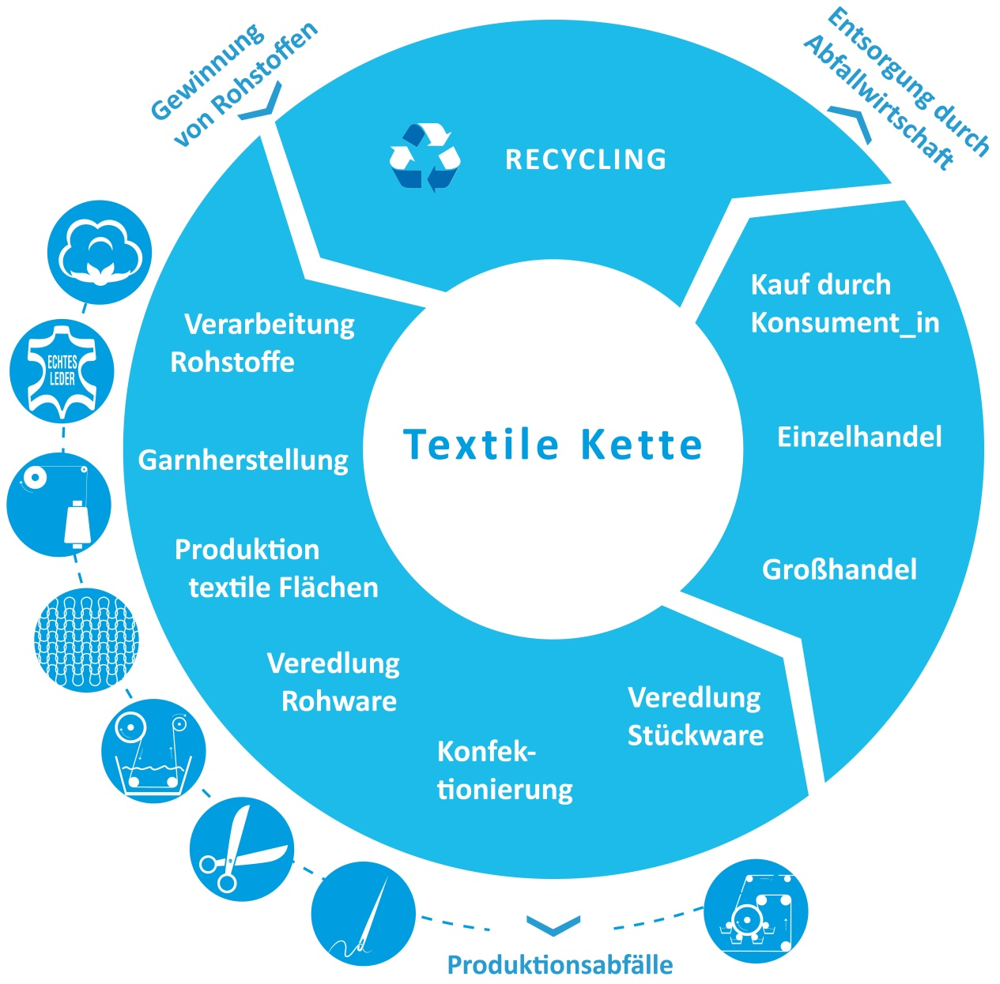 Gewinnung
von Rohstoffen
Entsorgung durch
Abfallwirtschaft
RECYCLING
Kauf durch
Konsument_in
Einzelhandel
Großhandel
Verarbeitung
Rohstoffe
ECHTES
LEDER
Garnherstellung
Textile Kette
Produktion
textile Flächen
Veredlung
Rohware
Konfek-
tionierung
Veredlung
Stückware
Produktionsabfälle